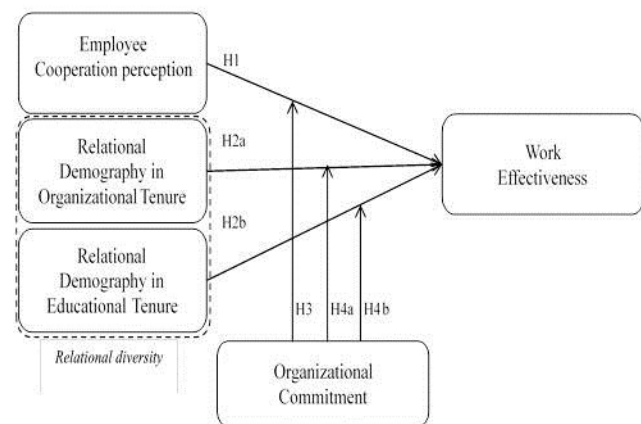 Employee
Cooperation perception
H1
Relational
Demography in
Organizational Tenure
H2a
Work
Effectiveness
H2b
Relational
Demography in
Educational Tenure
H3
H4a
H4b
Relational diversity
Organizational
Commitment